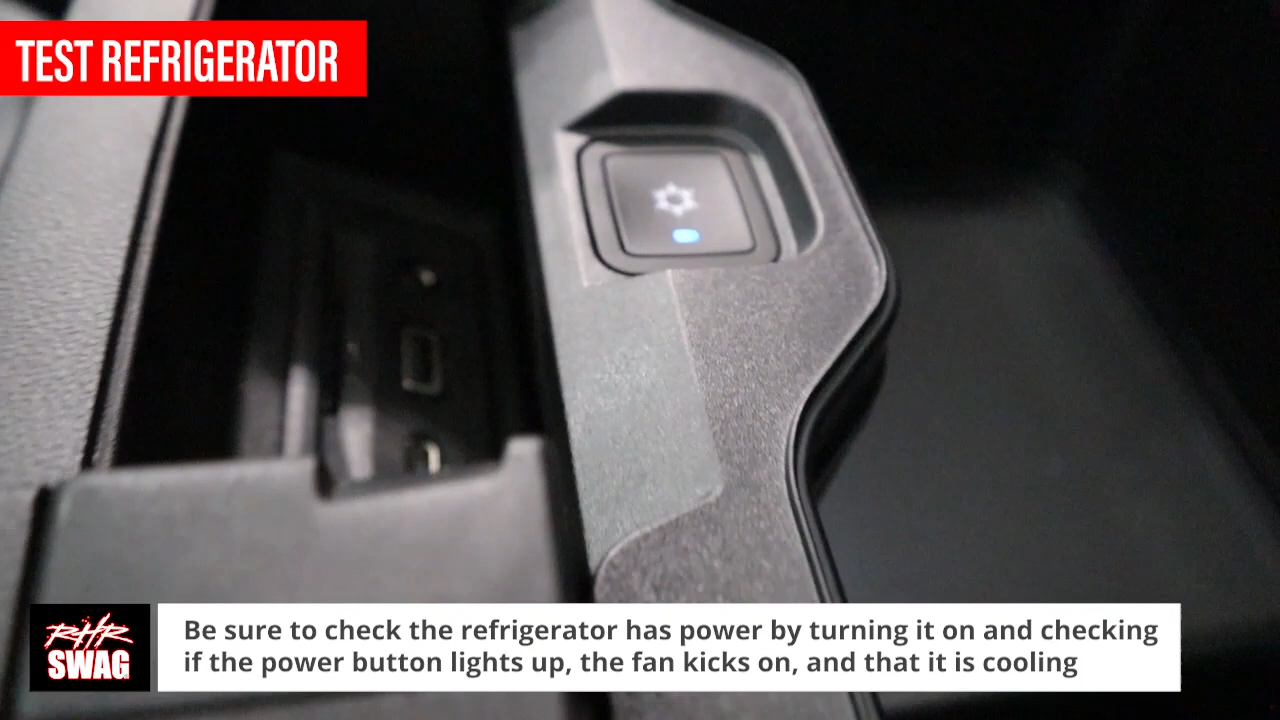 TEST REFRIGERATOR
RHR
SWAG
Be sure to check the refrigerator has power by turning it on and checking
if the power button lights up, the fan kicks on, and that it is cooling